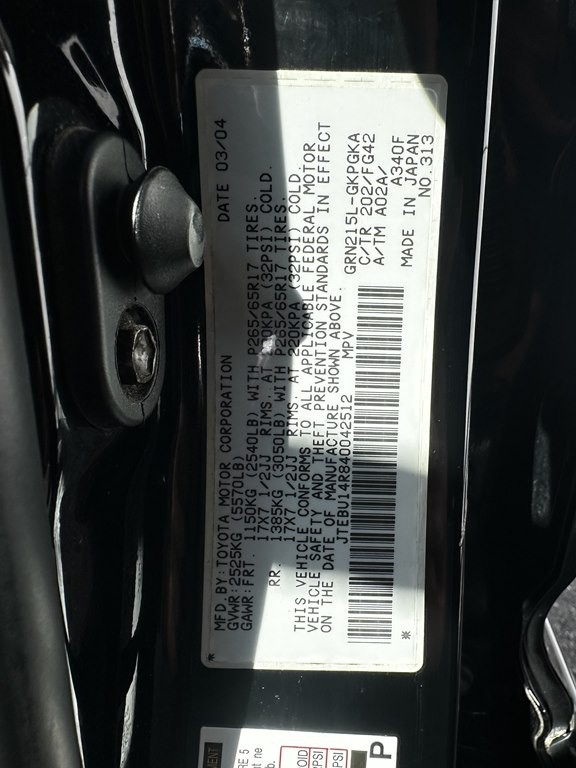 MFD.BY:TOYOTA MOTOR CORPORATION DATE 03/04
GVWR:2525KG (5570LB)
GAWR:FRT. 1150KG (2540LB) WITH P265/65R17 TIRES.
17X7 1/2JJ RIMS. AT 220KPA (32PSI) COLD.
RR. 1385KG (3050LB) WITH P265/65R17 TIRES.
17X7 1/2JJ RIMS. AT 220KPA (32PSI) COLD.
THIS VEHICLE CONFORMS TO ALL APPLICABLE FEDERAL MOTOR
VEHICLE SAFETY AND THEFT PREVENTION STANDARDS IN EFFECT
ON THE DATE OF MANUFACTURE SHOWN ABOVE.
JTEBU14R840042512 MPV
GRN215L-GKPGKA
C/TR 202/FG42
A/TM A02A/
A340F
MADE IN JAPAN
NO.313
RE 5
P
PSI